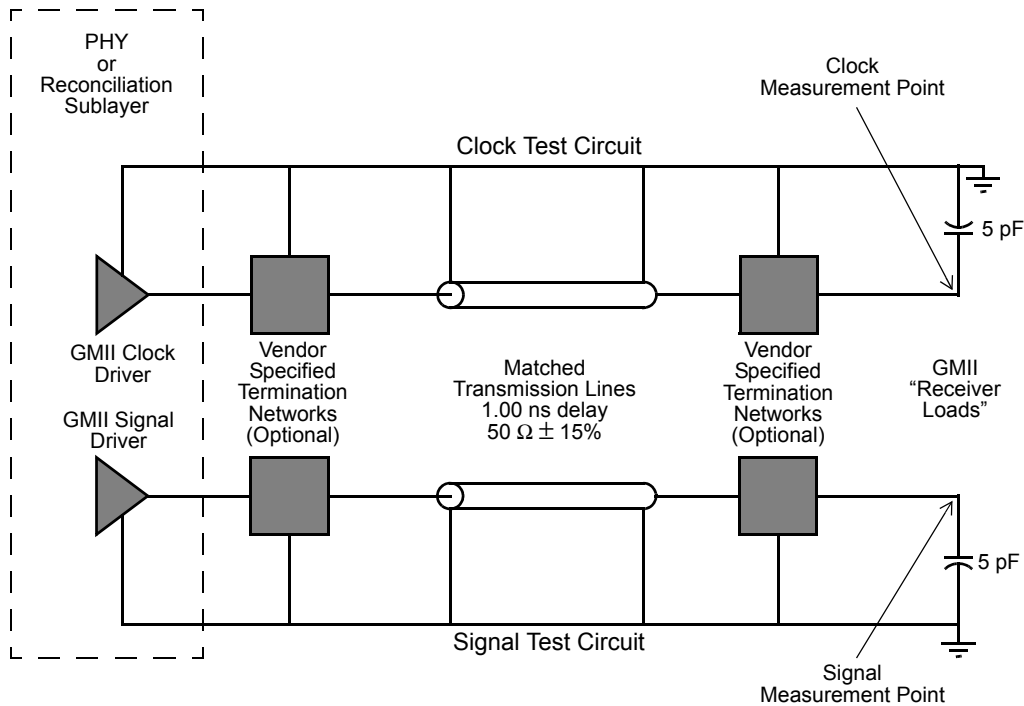 PHY
or
Reconciliation
Sublayer
Clock
Measurement Point
Clock Test Circuit
5 pF
GMII Clock
Driver
Vendor
Specified
Termination
Networks
(Optional)
Matched
Transmission Lines
1.00 ns delay
50 Ω ± 15%
Vendor
Specified
Termination
Networks
(Optional)
GMII
“Receiver
Loads”
GMII Signal
Driver
5 pF
Signal Test Circuit
Signal
Measurement Point